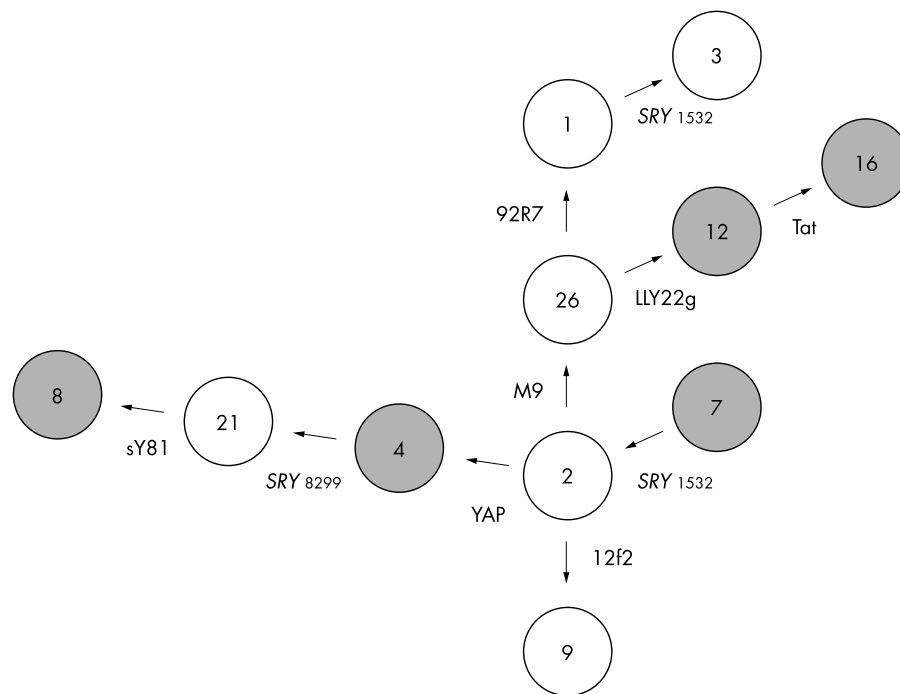 3
1
SRY 1532
16
92R7
12
Tat
26
LLY22g
M9
7
8
21
sY81
4
SRY 8299
2
SRY 1532
YAP
12f2
9